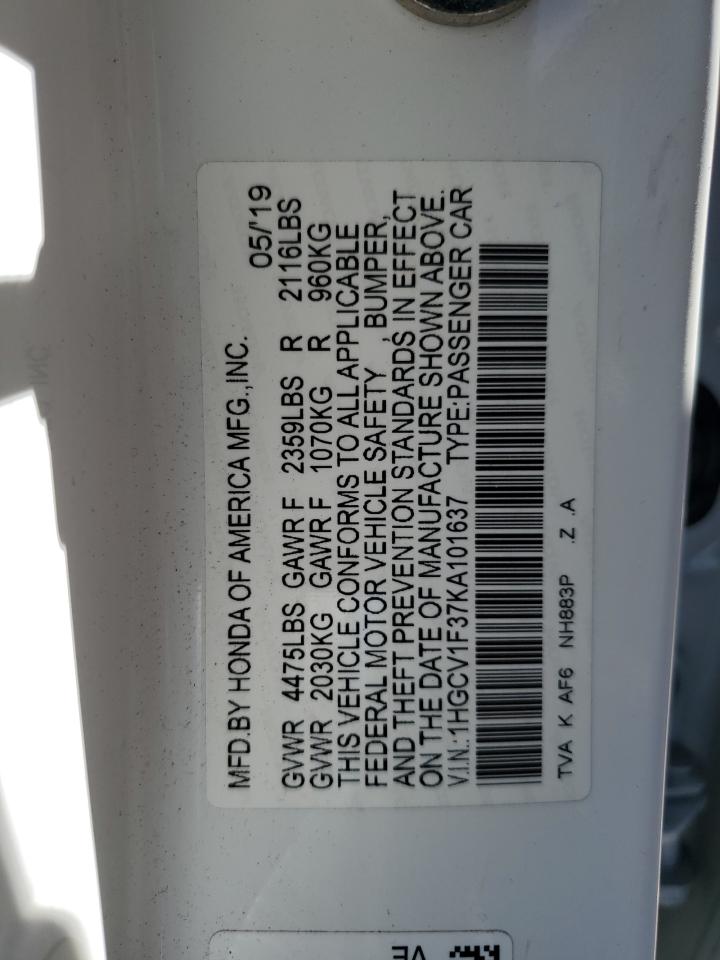 MFD.BY HONDA OF AMERICA MFG.,INC. 05/'19
GVWR 4475LBS GAWR F 2359LBS R 2116LBS
GVWR 2030KG GAWR F 1070KG R 960KG
THIS VEHICLE CONFORMS TO ALL APPLICABLE
FEDERAL MOTOR VEHICLE SAFETY , BUMPER,
AND THEFT PREVENTION STANDARDS IN EFFECT
ON THE DATE OF MANUFACTURE SHOWN ABOVE.
V.I.N.:1HGCV1F37KA101637 TYPE:PASSENGER CAR
TVA K AF6 NH883P .Z .A
VE